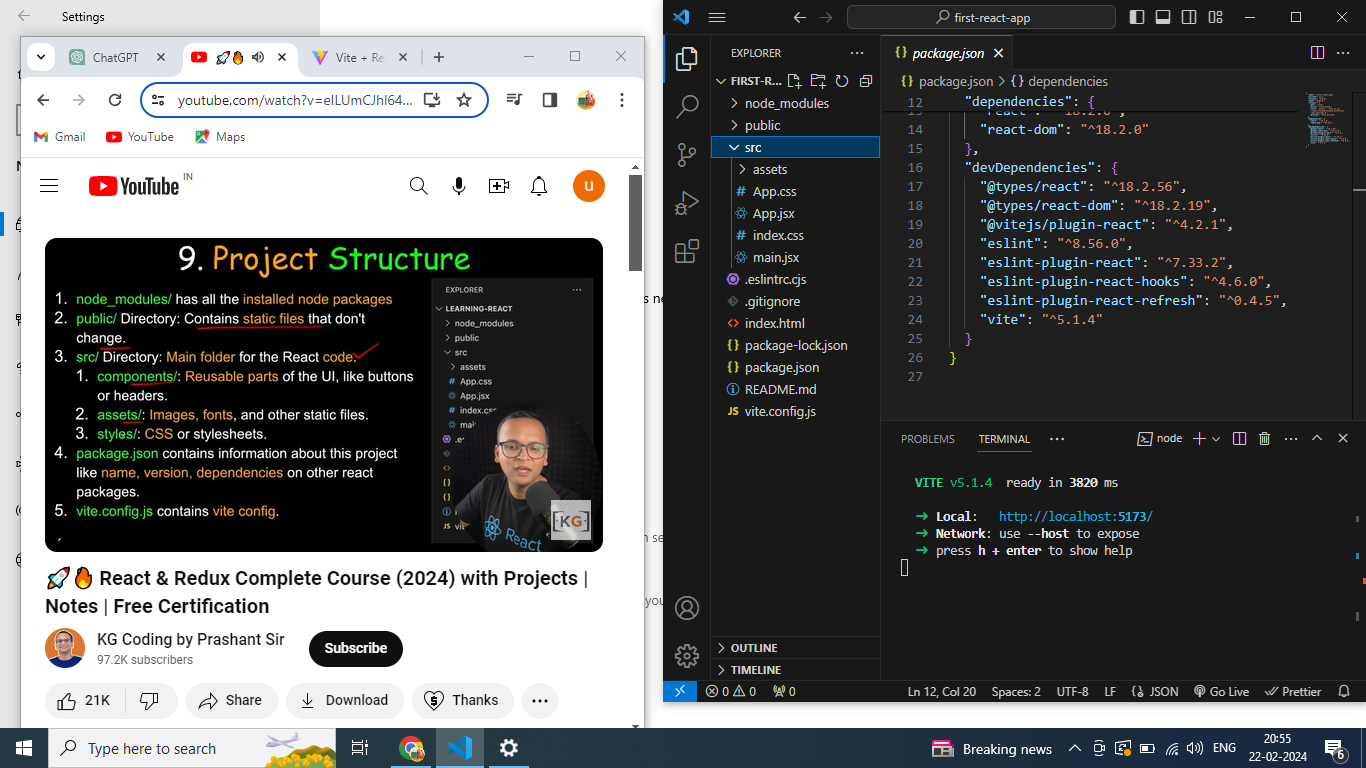 Settings
ChatGPT
Vite + Re
youtube.com/watch?v=eILUmCJhl64...
Gmail
YouTube
Maps
YouTube IN
u
9. Project Structure
1. node_modules/ has all the installed node packages
2. public/ Directory: Contains static files that don't
change.
3. src/ Directory: Main folder for the React code.
1. components/: Reusable parts of the UI, like buttons
or headers.
2. assets/: Images, fonts, and other static files.
3. styles/: CSS or stylesheets.
4. package.json contains information about this project
like name, version, dependencies on other react
packages.
5. vite.config.js contains vite config.
EXPLORER
LEARNING-REACT
node_modules
public
src
assets
App.css
App.jsx
index.css
React
KG
🚀🔥 React & Redux Complete Course (2024) with Projects |
Notes | Free Certification
KG Coding by Prashant Sir
97.2K subscribers
Subscribe
21K
Share
Download
Thanks
first-react-app
EXPLORER
FIRST-R...
node_modules
public
src
assets
App.css
App.jsx
index.css
main.jsx
.eslintrc.cjs
.gitignore
index.html
package-lock.json
package.json
README.md
vite.config.js
OUTLINE
TIMELINE
package.json
package.json > {} dependencies
12 "dependencies": {
13 "react": "^18.2.0",
14 "react-dom": "^18.2.0"
15 },
16 "devDependencies": {
17 "@types/react": "^18.2.56",
18 "@types/react-dom": "^18.2.19",
19 "@vitejs/plugin-react": "^4.2.1",
20 "eslint": "^8.56.0",
21 "eslint-plugin-react": "^7.33.2",
22 "eslint-plugin-react-hooks": "^4.6.0",
23 "eslint-plugin-react-refresh": "^0.4.5",
24 "vite": "^5.1.4"
25 }
26 }
27
PROBLEMS
TERMINAL
node
VITE v5.1.4 ready in 3820 ms
➜ Local: http://localhost:5173/
➜ Network: use --host to expose
➜ press h + enter to show help
0 0 0
Ln 12, Col 20
Spaces: 2
UTF-8
LF
JSON
Go Live
Prettier
Type here to search
Breaking news
ENG
20:55
22-02-2024
6